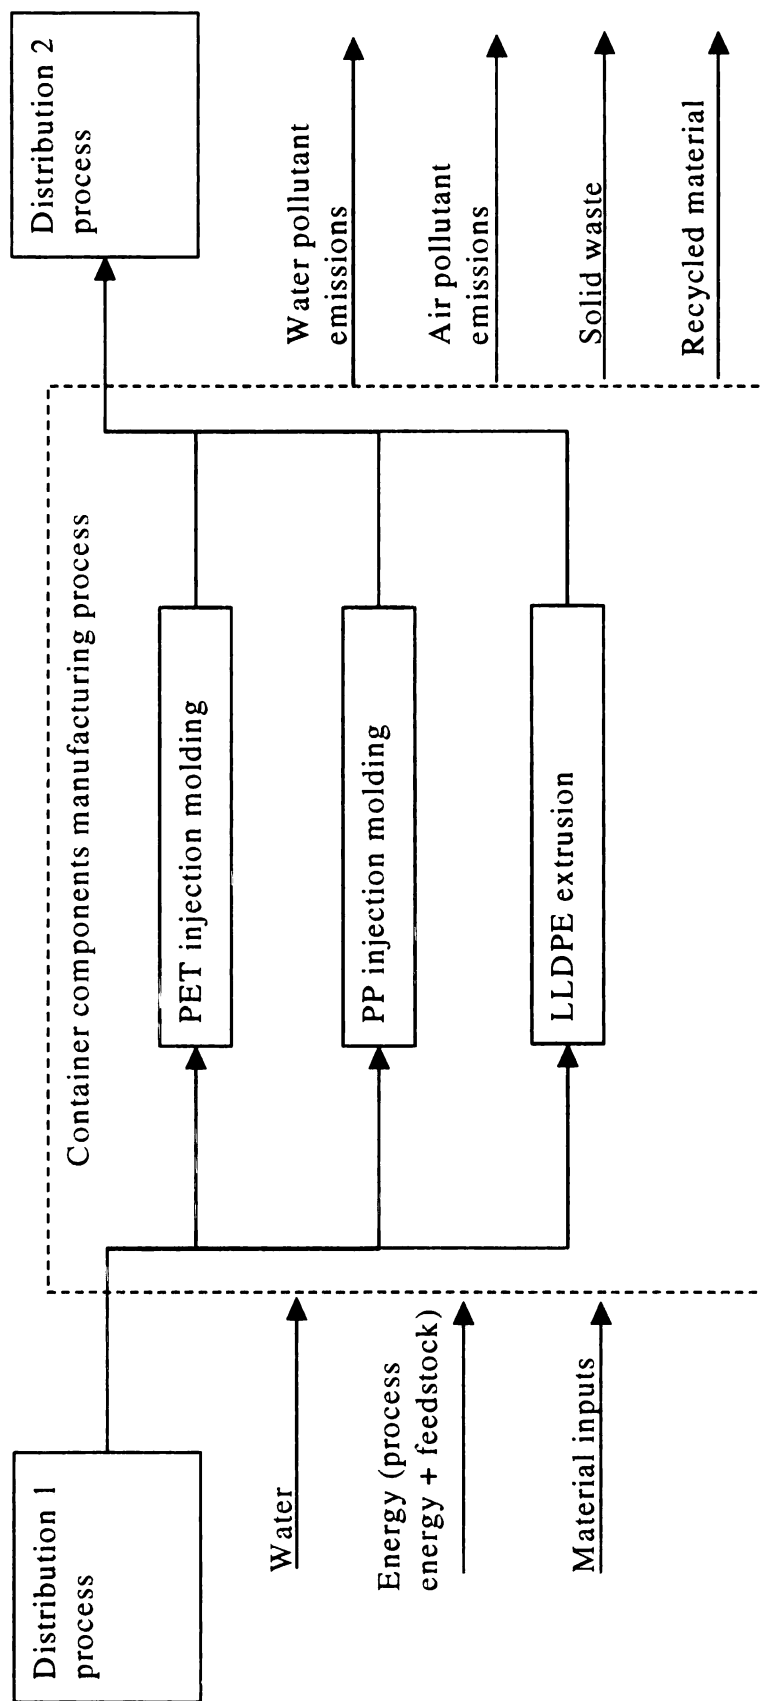 Distribution 1
process
Container components manufacturing process
Distribution 2
process
PET injection molding
PP injection molding
LLDPE extrusion
Water
Energy (process
energy + feedstock)
Material inputs
Water pollutant
emissions
Air pollutant
emissions
Solid waste
Recycled material